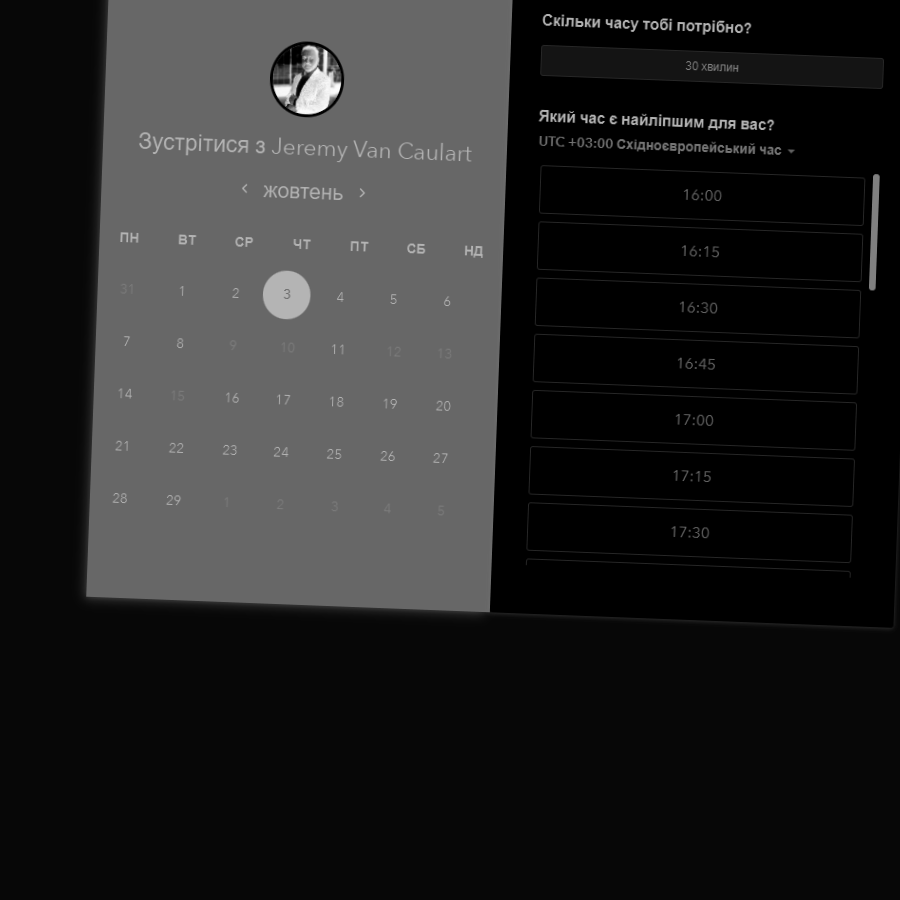 Зустрітися з Jeremy Van Caulart
жовтень
ПН ВТ СР ЧТ ПТ СБ НД
31 1 2 3 4 5 6
7 8 9 10 11 12 13
14 15 16 17 18 19 20
21 22 23 24 25 26 27
28 29 1 2 3 4 5
Скільки часу тобі потрібно?
30 хвилин
Який час є найліпшим для вас?
UTC +03:00 Східноєвропейський час
16:00
16:15
16:30
16:45
17:00
17:15
17:30